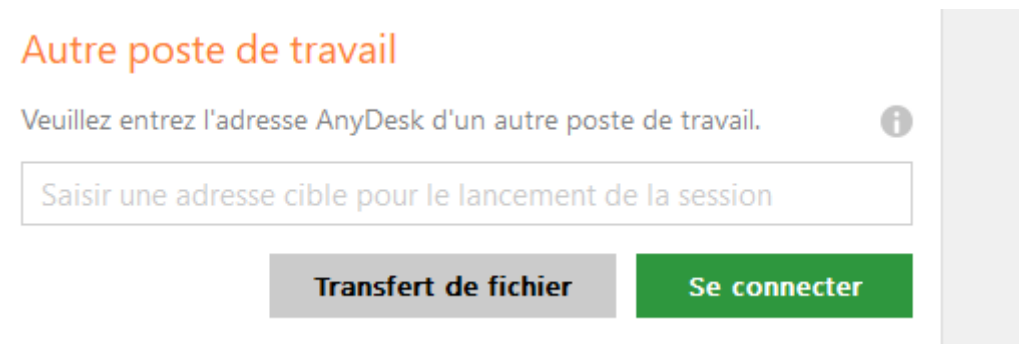 Autre poste de travail
Veuillez entrez l'adresse AnyDesk d'un autre poste de travail.
Saisir une adresse cible pour le lancement de la session
Transfert de fichier
Se connecter